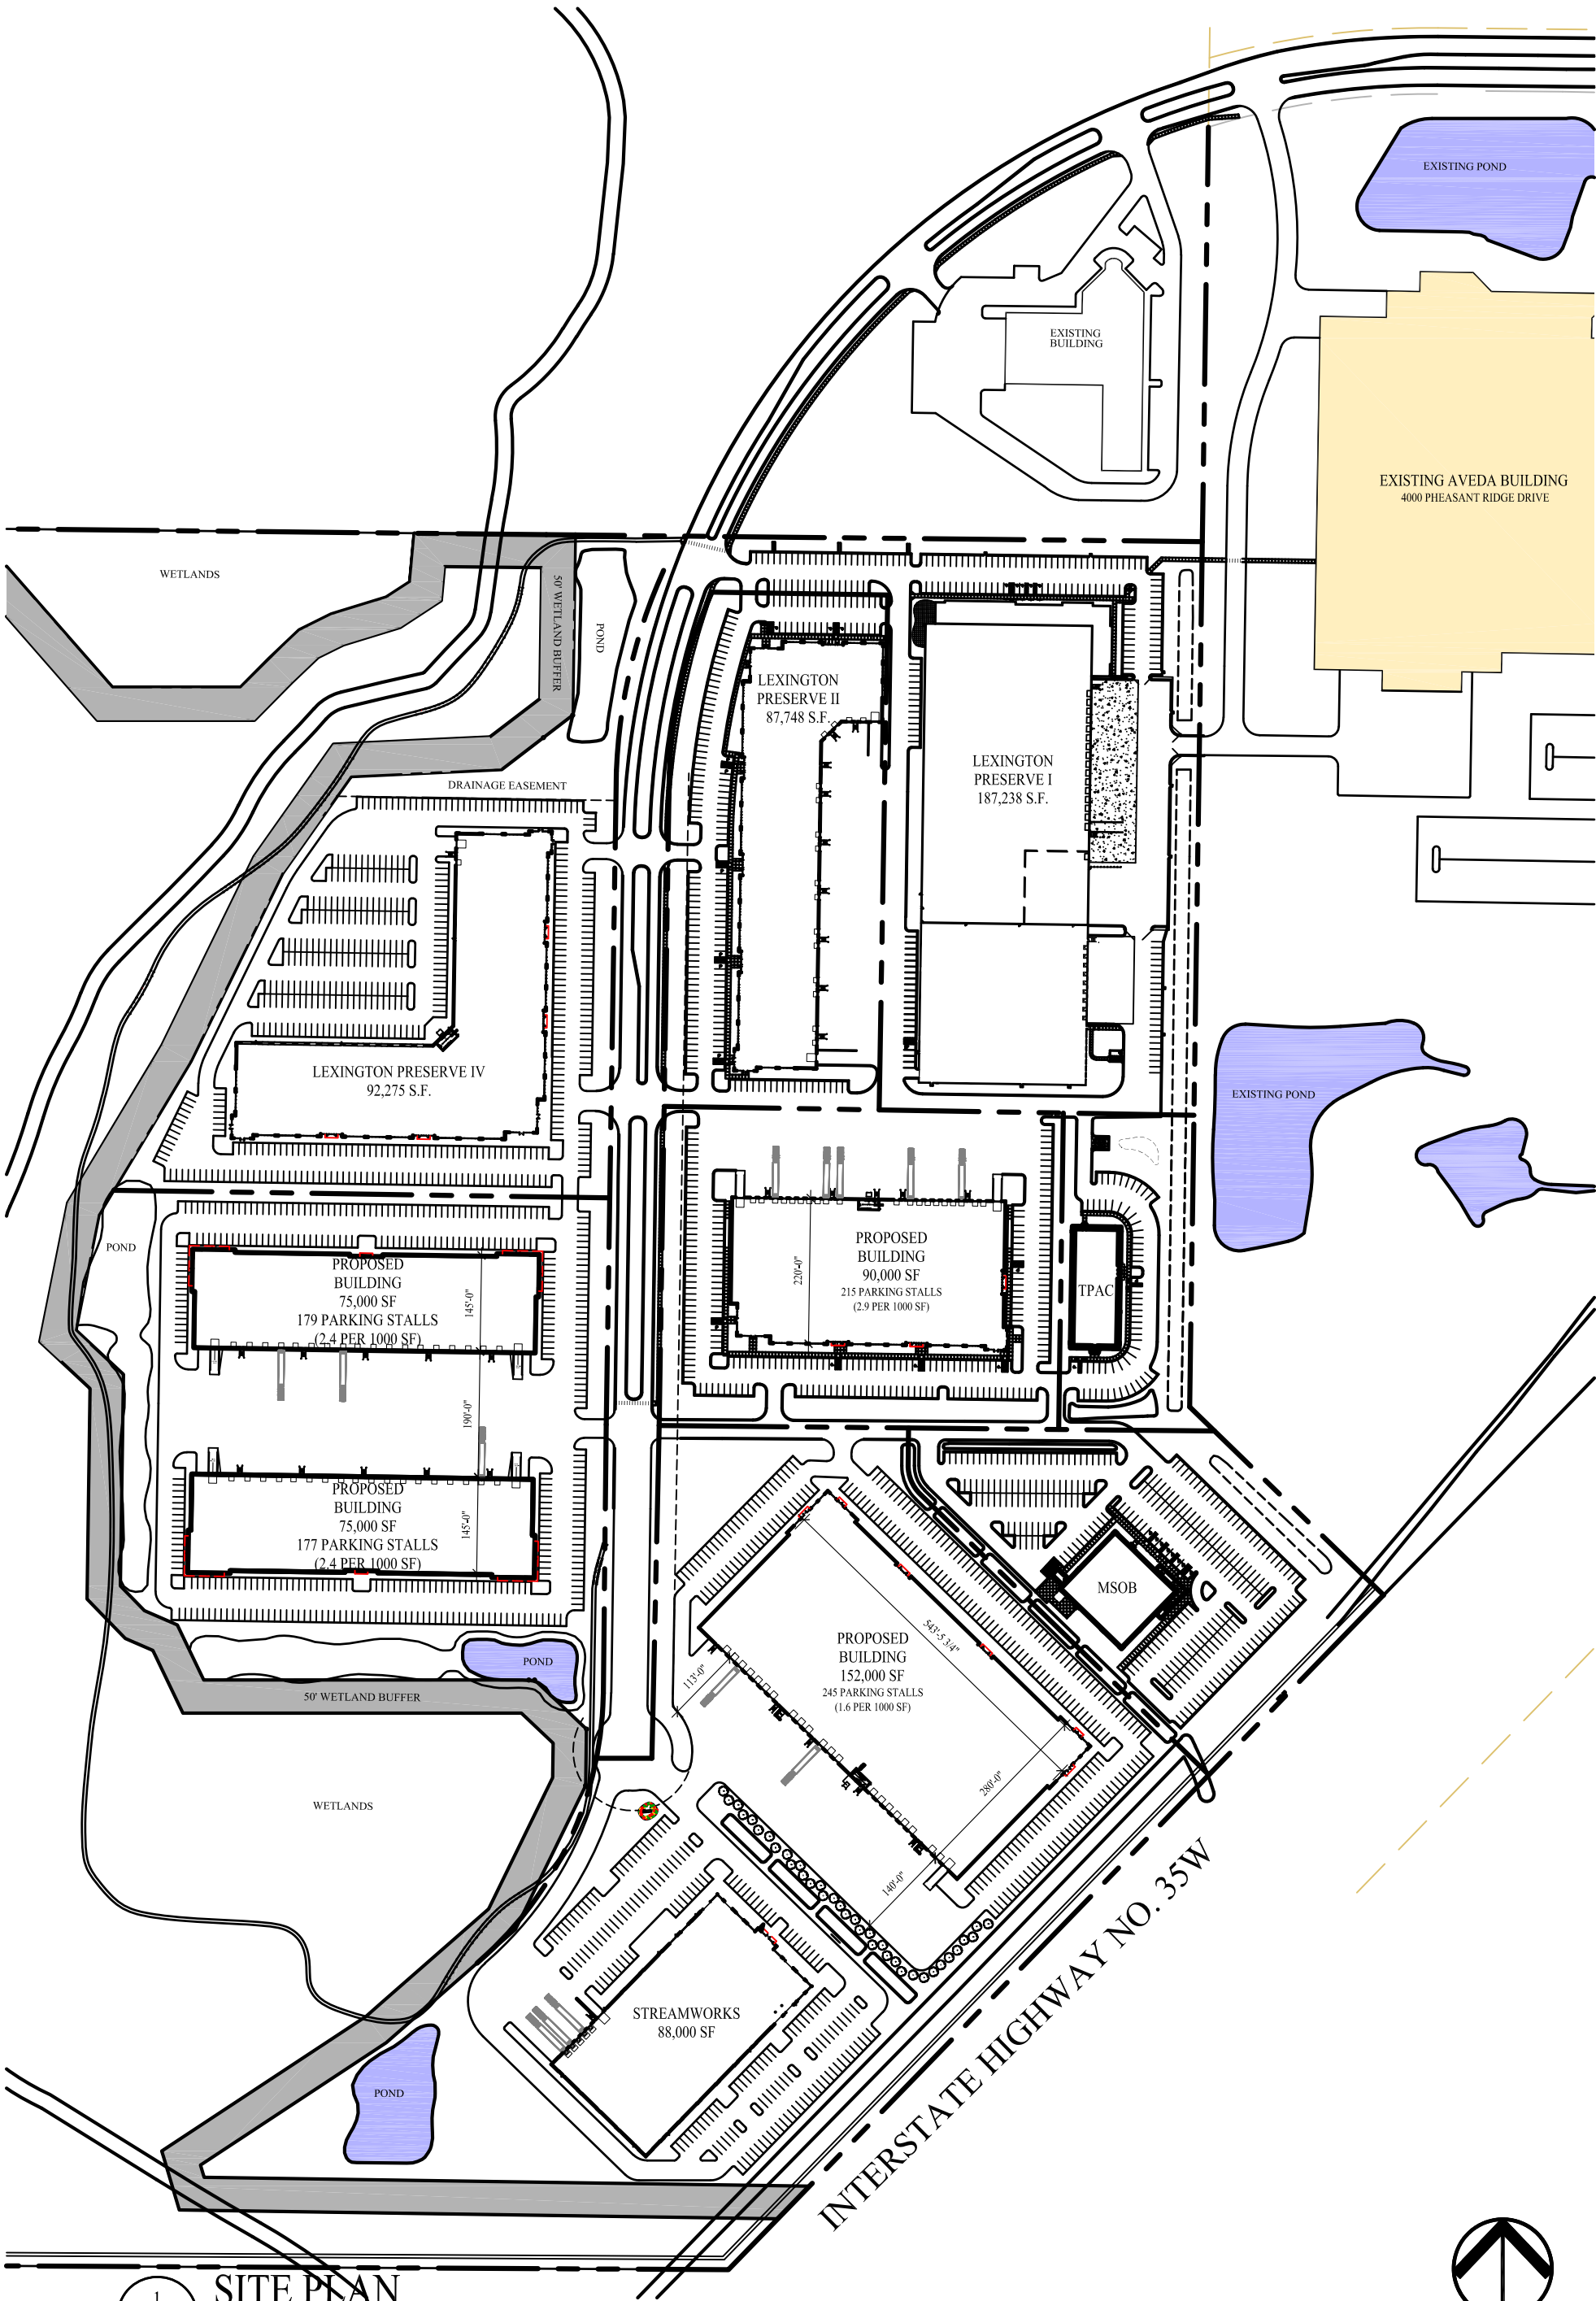 EXISTING POND
EXISTING
BUILDING
EXISTING AVEDA BUILDING
4000 PHEASANT RIDGE DRIVE
WETLANDS
50' WETLAND BUFFER
POND
LEXINGTON
PRESERVE II
87,748 S.F.
LEXINGTON
PRESERVE I
187,238 S.F.
DRAINAGE EASEMENT
LEXINGTON PRESERVE IV
92,275 S.F.
EXISTING POND
POND
PROPOSED
BUILDING
75,000 SF
179 PARKING STALLS
(2.4 PER 1000 SF)
145'-0"
190'-0"
PROPOSED
BUILDING
90,000 SF
215 PARKING STALLS
(2.9 PER 1000 SF)
220'-0"
TPAC
PROPOSED
BUILDING
75,000 SF
177 PARKING STALLS
(2.4 PER 1000 SF)
145'-0"
MSOB
PROPOSED
BUILDING
152,000 SF
245 PARKING STALLS
(1.6 PER 1000 SF)
543'-5 3/4"
113'-0"
280'-0"
140'-0"
POND
50' WETLAND BUFFER
WETLANDS
STREAMWORKS
88,000 SF
POND
INTERSTATE HIGHWAY NO. 35W
1
SITE PLAN